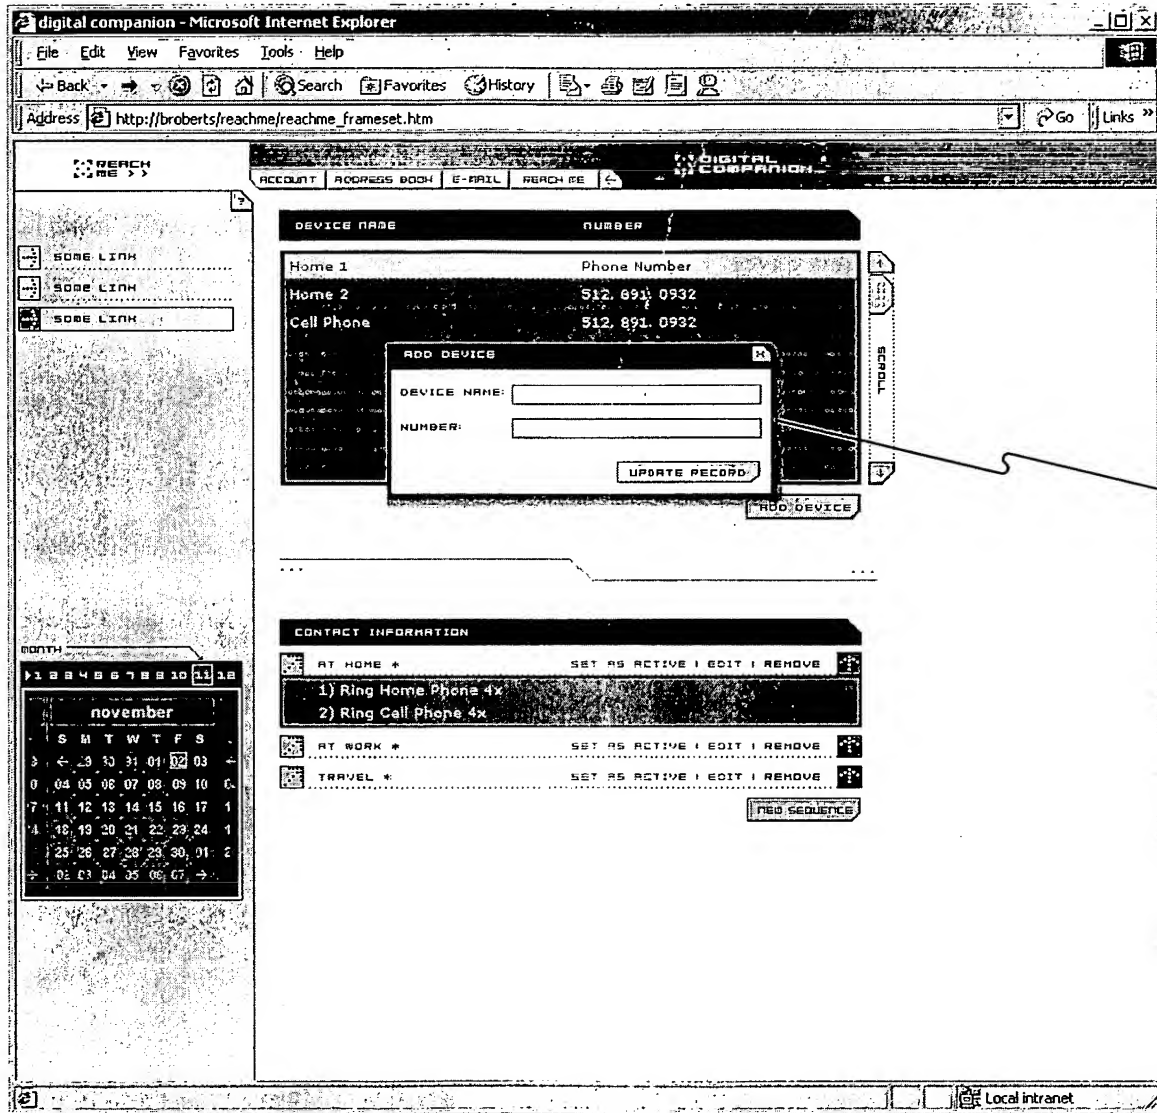 digital companion - Microsoft Internet Explorer
File Edit View Favorites Tools Help
Back Search Favorites History
Address http://broberts/reachme/reachme_frameset.htm Go Links »
REACH ME >>
DIGITAL COMPANION
ACCOUNT ADDRESS BOOK E-MAIL REACH ME
?
SOME LINK
SOME LINK
SOME LINK
DEVICE NAME NUMBER
Home 1 Phone Number
Home 2 512. 891. 0932
Cell Phone 512. 891. 0932
SCROLL
ADD DEVICE X
DEVICE NAME:
NUMBER:
UPDATE RECORD
ADD DEVICE
... ...
CONTACT INFORMATION
AT HOME * SET AS ACTIVE | EDIT | REMOVE
1) Ring Home Phone 4x
2) Ring Cell Phone 4x
AT WORK * SET AS ACTIVE | EDIT | REMOVE
TRAVEL * SET AS ACTIVE | EDIT | REMOVE
NEW SEQUENCE
MONTH
1 2 3 4 5 6 7 8 9 10 11 12
november
S M T W T F S
29 30 31 01 02 03
04 05 06 07 08 09 10
11 12 13 14 15 16 17
18 19 20 21 22 23 24
25 26 27 28 29 30 01
02 03 04 05 06 07
Local intranet